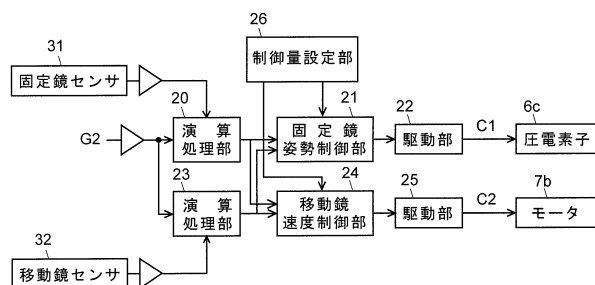 26
制御量設定部
31
固定鏡センサ
20
演算
処理部
G2
21
固定鏡
姿勢制御部
22
駆動部
C1
6c
圧電素子
23
演算
処理部
24
移動鏡
速度制御部
25
駆動部
C2
7b
モータ
32
移動鏡センサ